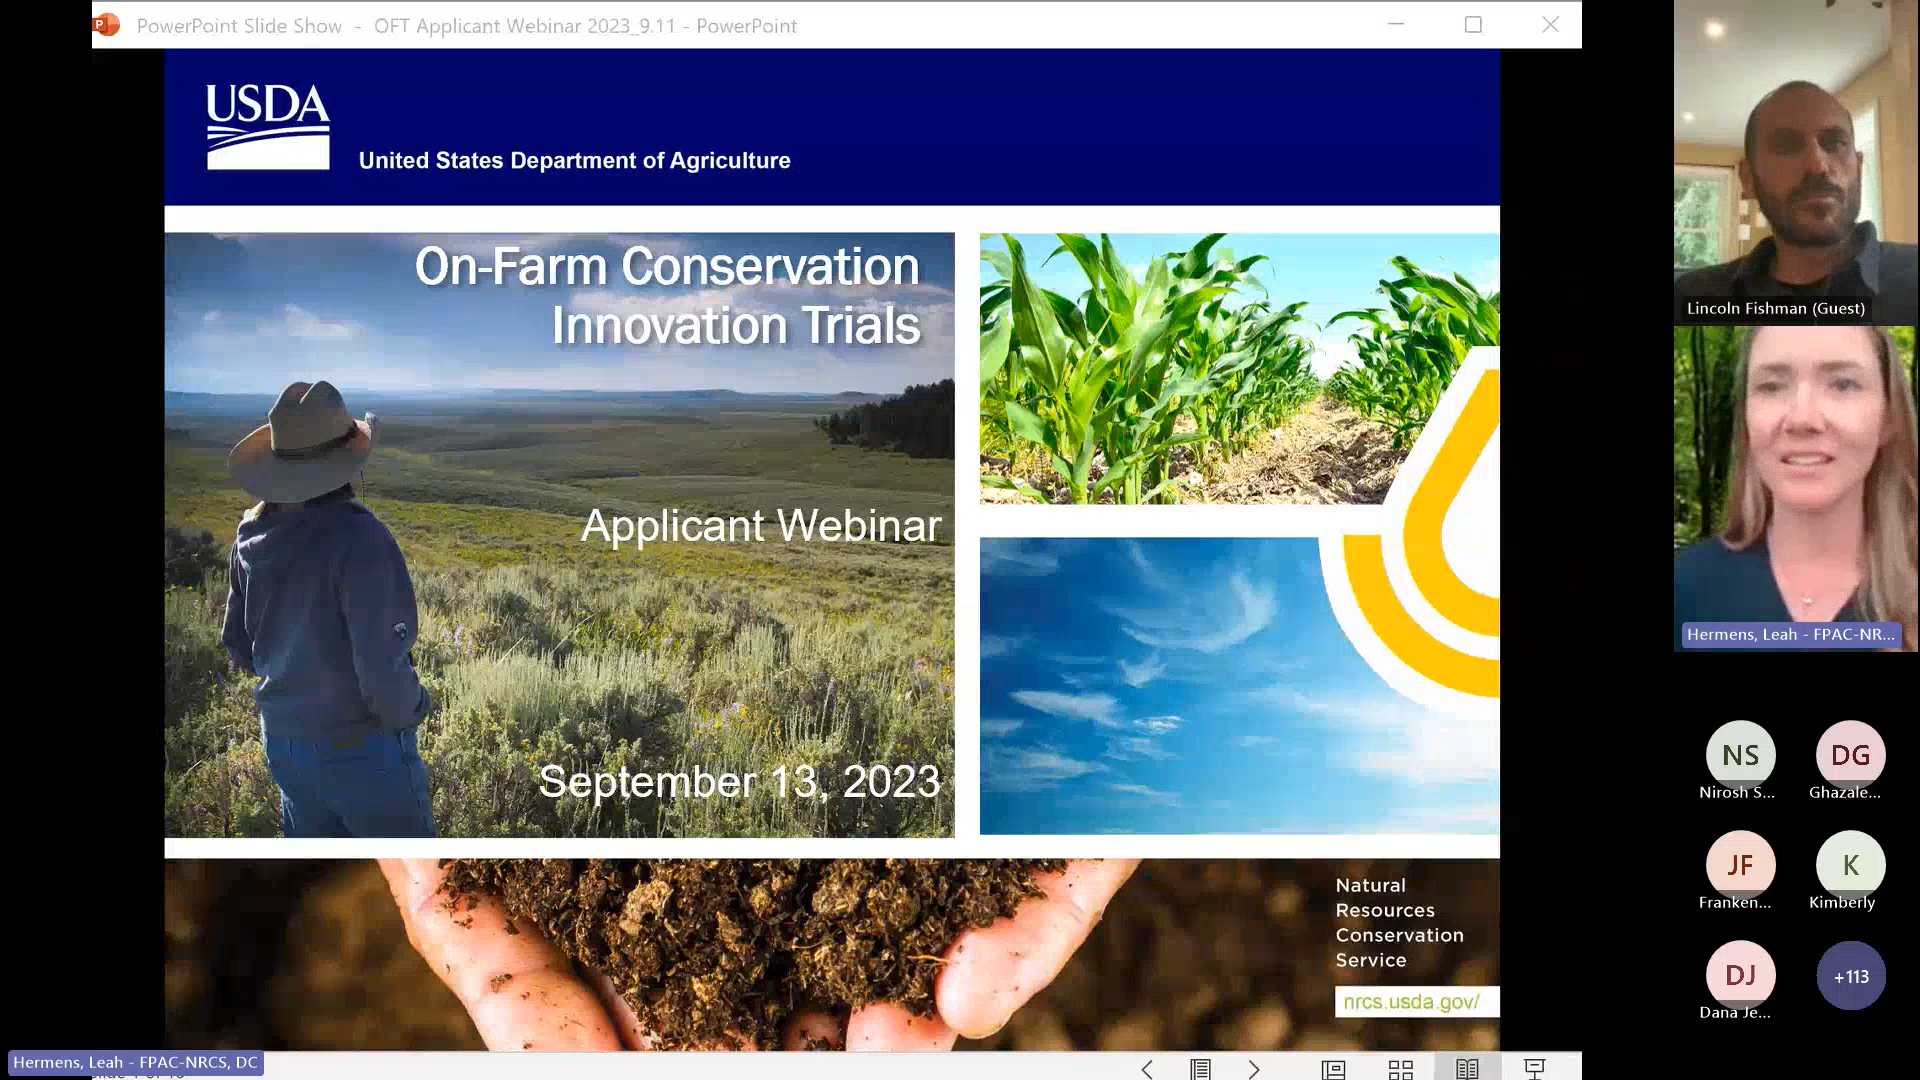 PowerPoint Slide Show - OFT Applicant Webinar 2023_9.11 - PowerPoint
USDA
United States Department of Agriculture
On-Farm Conservation
Innovation Trials
Applicant Webinar
September 13, 2023
Natural
Resources
Conservation
Service
nrcs.usda.gov/
Lincoln Fishman (Guest)
Hermens, Leah - FPAC-NR...
NS
Nirosh S...
DG
Ghazale...
JF
Franken...
K
Kimberly
DJ
Dana Je...
+113
Hermens, Leah - FPAC-NRCS, DC